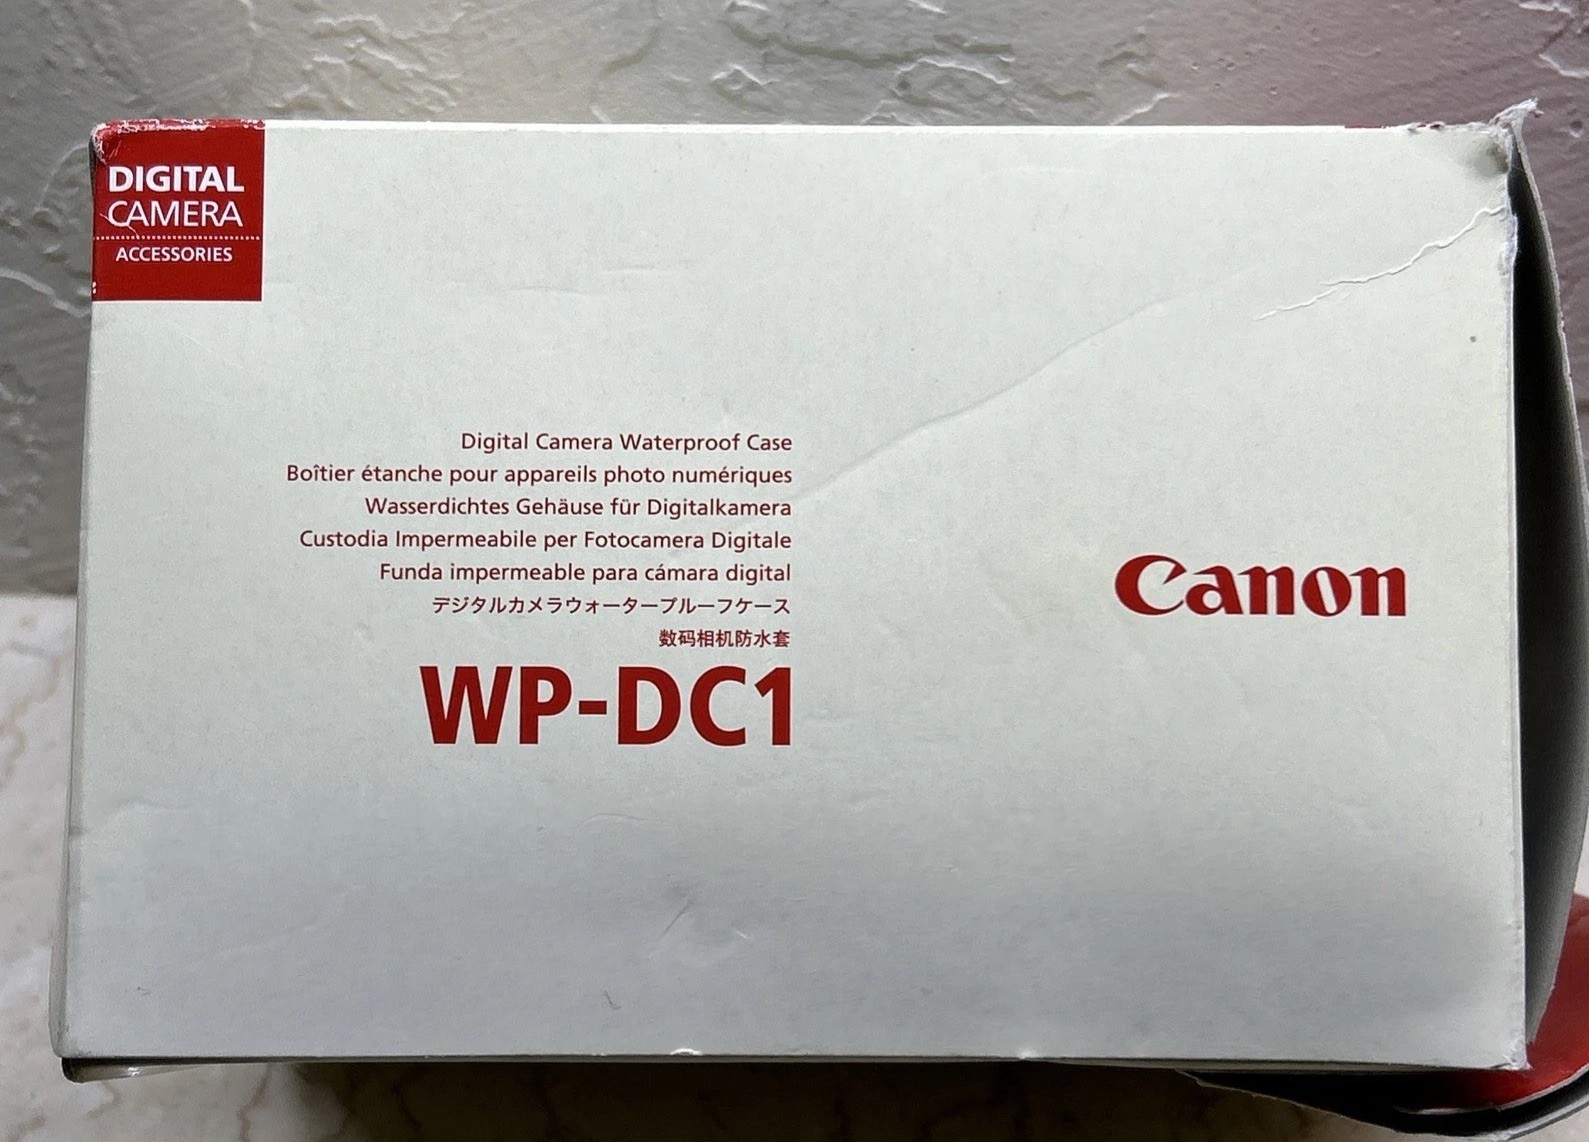 DIGITAL
CAMERA
ACCESSORIES
Digital Camera Waterproof Case
Boîtier étanche pour appareils photo numériques
Wasserdichtes Gehäuse für Digitalkamera
Custodia Impermeabile per Fotocamera Digitale
Funda impermeable para cámara digital
デジタルカメラウォータープルーフケース
数码相机防水套
WP-DC1
Canon